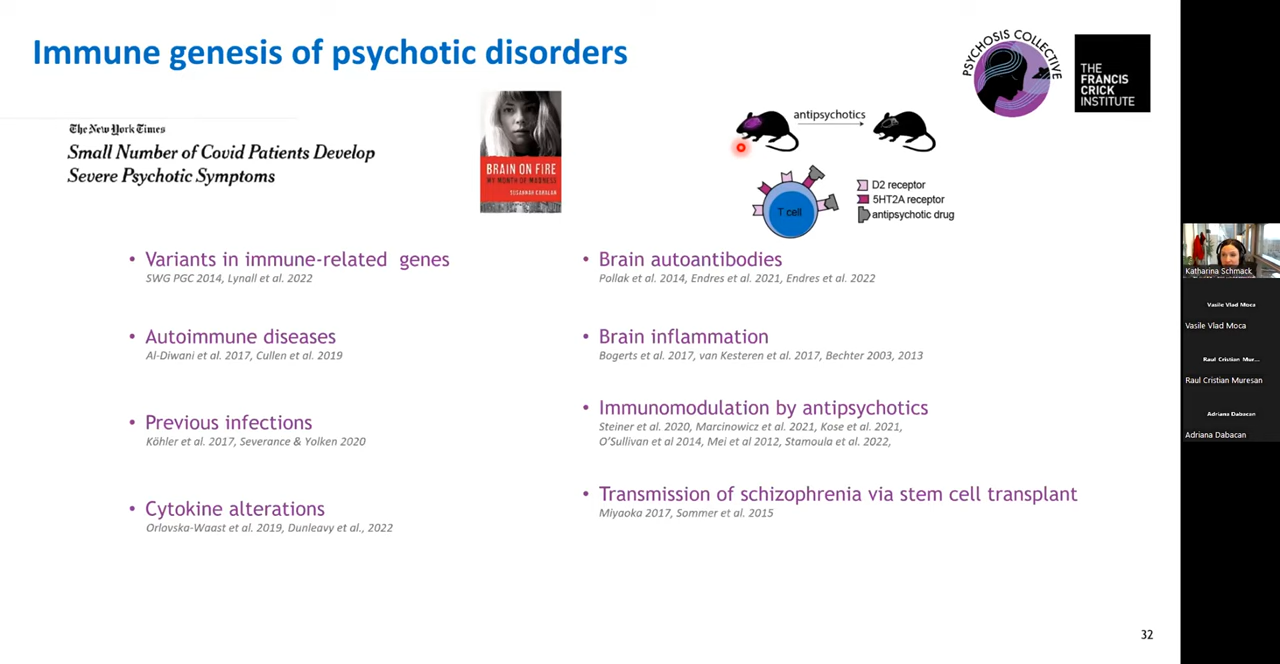 Immune genesis of psychotic disorders
PSYCHOSIS COLLECTIVE
THE
FRANCIS
CRICK
INSTITUTE
The New York Times
Small Number of Covid Patients Develop
Severe Psychotic Symptoms
BRAIN ON FIRE
MY MONTH OF MADNESS
SUSANNAH CAHALAN
antipsychotics
T cell
D2 receptor
5HT2A receptor
antipsychotic drug
• Variants in immune-related genes
SWG PGC 2014, Lynall et al. 2022
• Autoimmune diseases
Al-Diwani et al. 2017, Cullen et al. 2019
• Previous infections
Köhler et al. 2017, Severance & Yolken 2020
• Cytokine alterations
Orlovska-Waast et al. 2019, Dunleavy et al., 2022
• Brain autoantibodies
Pollak et al. 2014, Endres et al. 2021, Endres et al. 2022
• Brain inflammation
Bogerts et al. 2017, van Kesteren et al. 2017, Bechter 2003, 2013
• Immunomodulation by antipsychotics
Steiner et al. 2020, Marcinowicz et al. 2021, Kose et al. 2021,
O'Sullivan et al 2014, Mei et al 2012, Stamoula et al. 2022,
• Transmission of schizophrenia via stem cell transplant
Miyaoka 2017, Sommer et al. 2015
32
Katharina Schmack
Vasile Vlad Moca
Vasile Vlad Moca
Raul Cristian Mur...
Raul Cristian Muresan
Adriana Dabacan
Adriana Dabacan